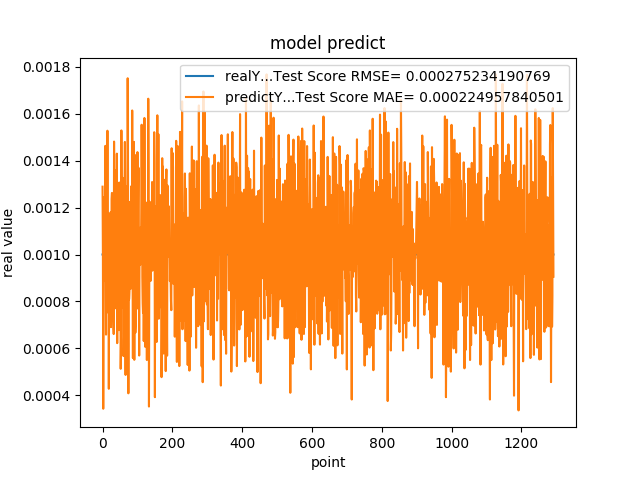 model predict
realY...Test Score RMSE= 0.000275234190769
predictY...Test Score MAE= 0.000224957840501
0.0018
0.0016
0.0014
0.0012
0.0010
0.0008
0.0006
0.0004
real value
0 200 400 600 800 1000 1200
point